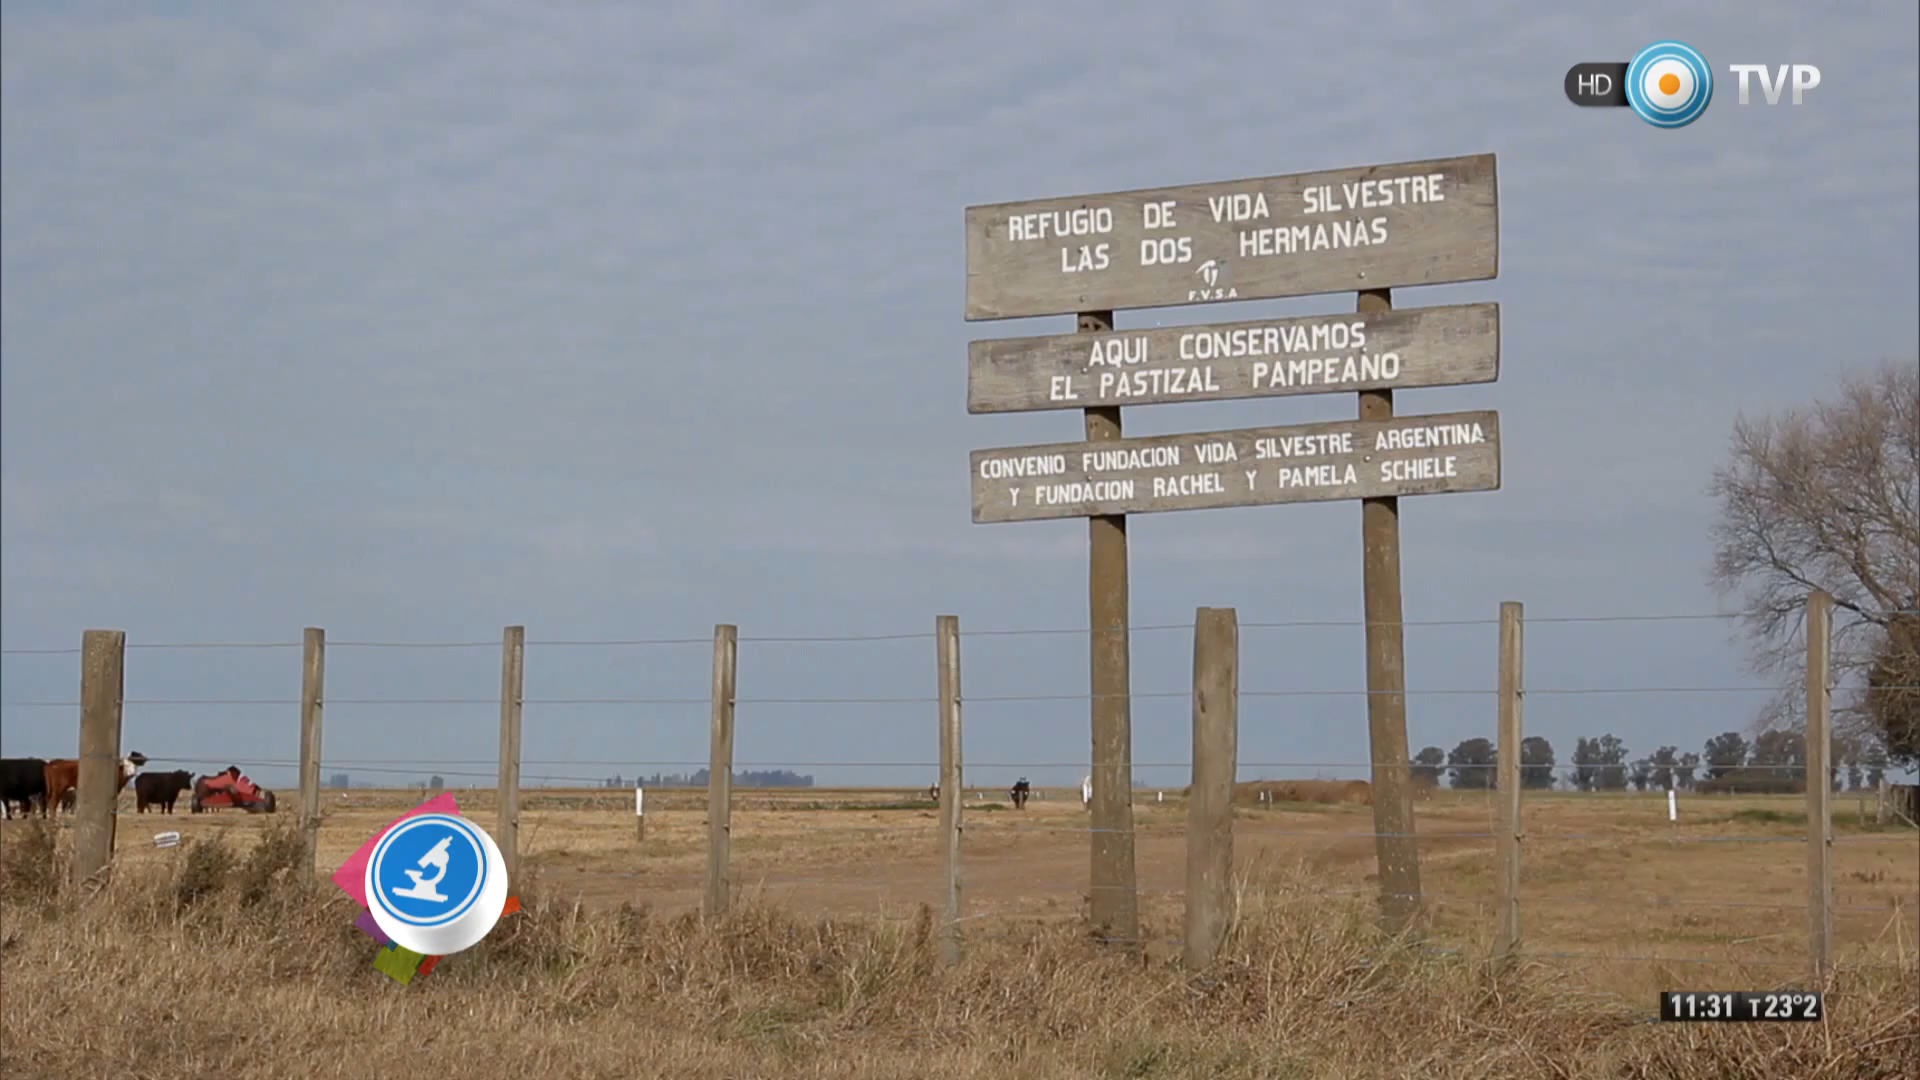 HD TVP
REFUGIO DE VIDA SILVESTRE
LAS DOS HERMANAS
F.V.S.A
AQUI CONSERVAMOS
EL PASTIZAL PAMPEANO
CONVENIO FUNDACION VIDA SILVESTRE ARGENTINA
Y FUNDACION RACHEL Y PAMELA SCHIELE
11:31 T23°2